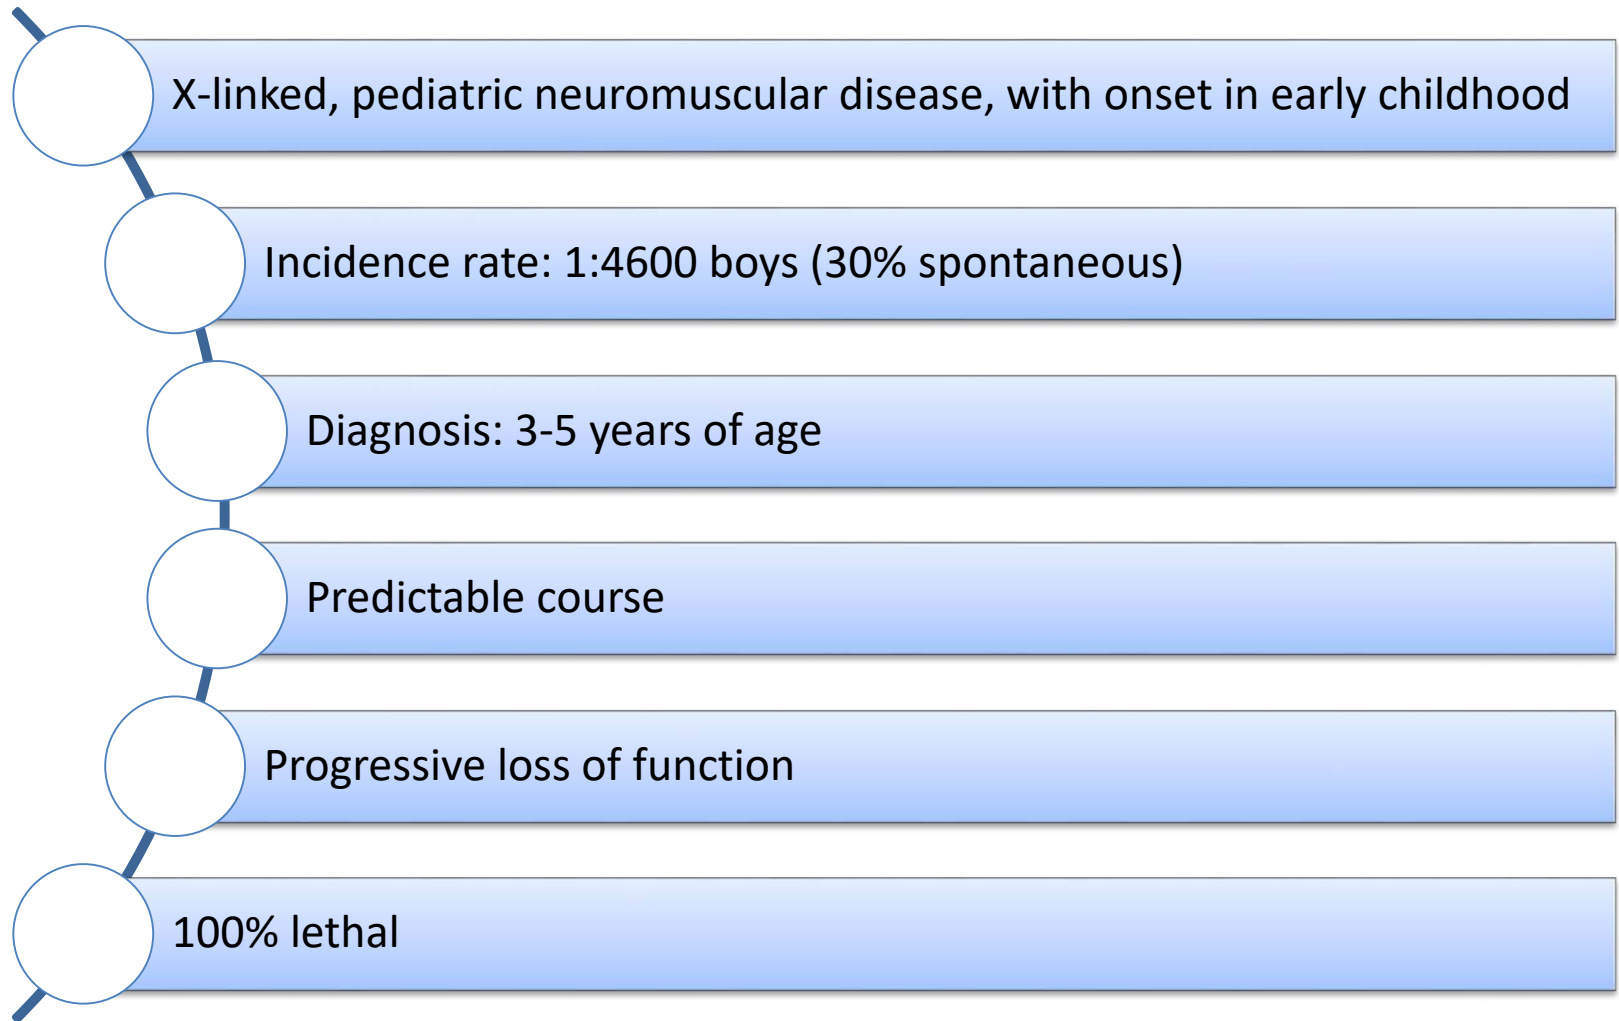 X-linked, pediatric neuromuscular disease, with onset in early childhood
Incidence rate: 1:4600 boys (30% spontaneous)
Diagnosis: 3-5 years of age
Predictable course
Progressive loss of function
100% lethal